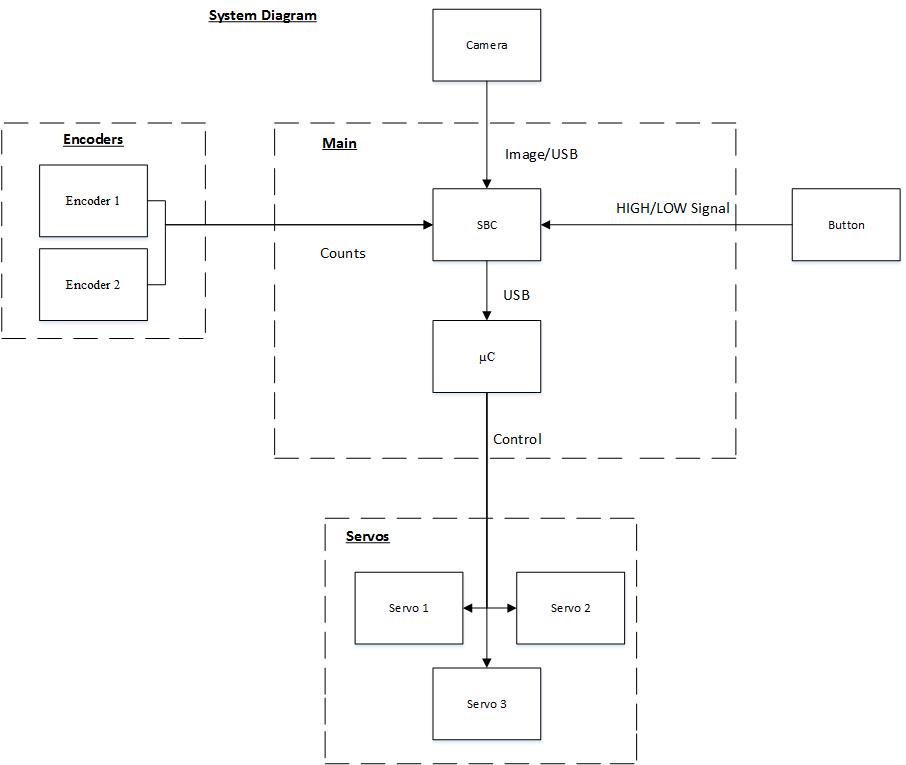 System Diagram
Camera
Encoders
Main
Image/USB
Encoder 1
HIGH/LOW Signal
SBC
Button
Counts
Encoder 2
USB
µC
Control
Servos
Servo 1
Servo 2
Servo 3